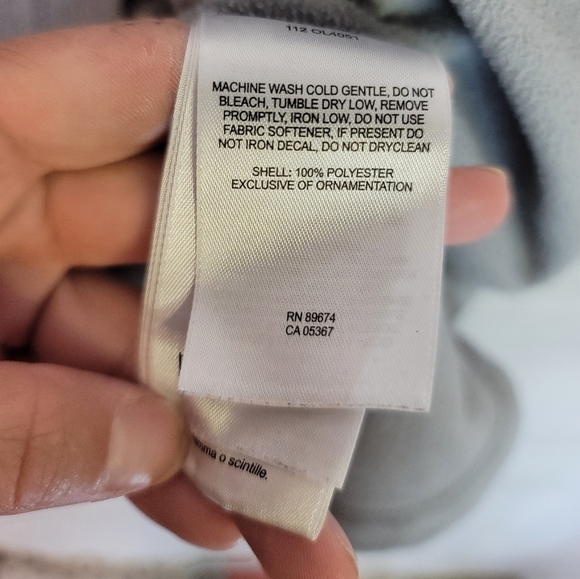 112 OL4051
MACHINE WASH COLD GENTLE, DO NOT
BLEACH, TUMBLE DRY LOW, REMOVE
PROMPTLY, IRON LOW, DO NOT USE
FABRIC SOFTENER, IF PRESENT DO
NOT IRON DECAL, DO NOT DRYCLEAN
SHELL: 100% POLYESTER
EXCLUSIVE OF ORNAMENTATION
RN 89674
CA 05367
o scintille.